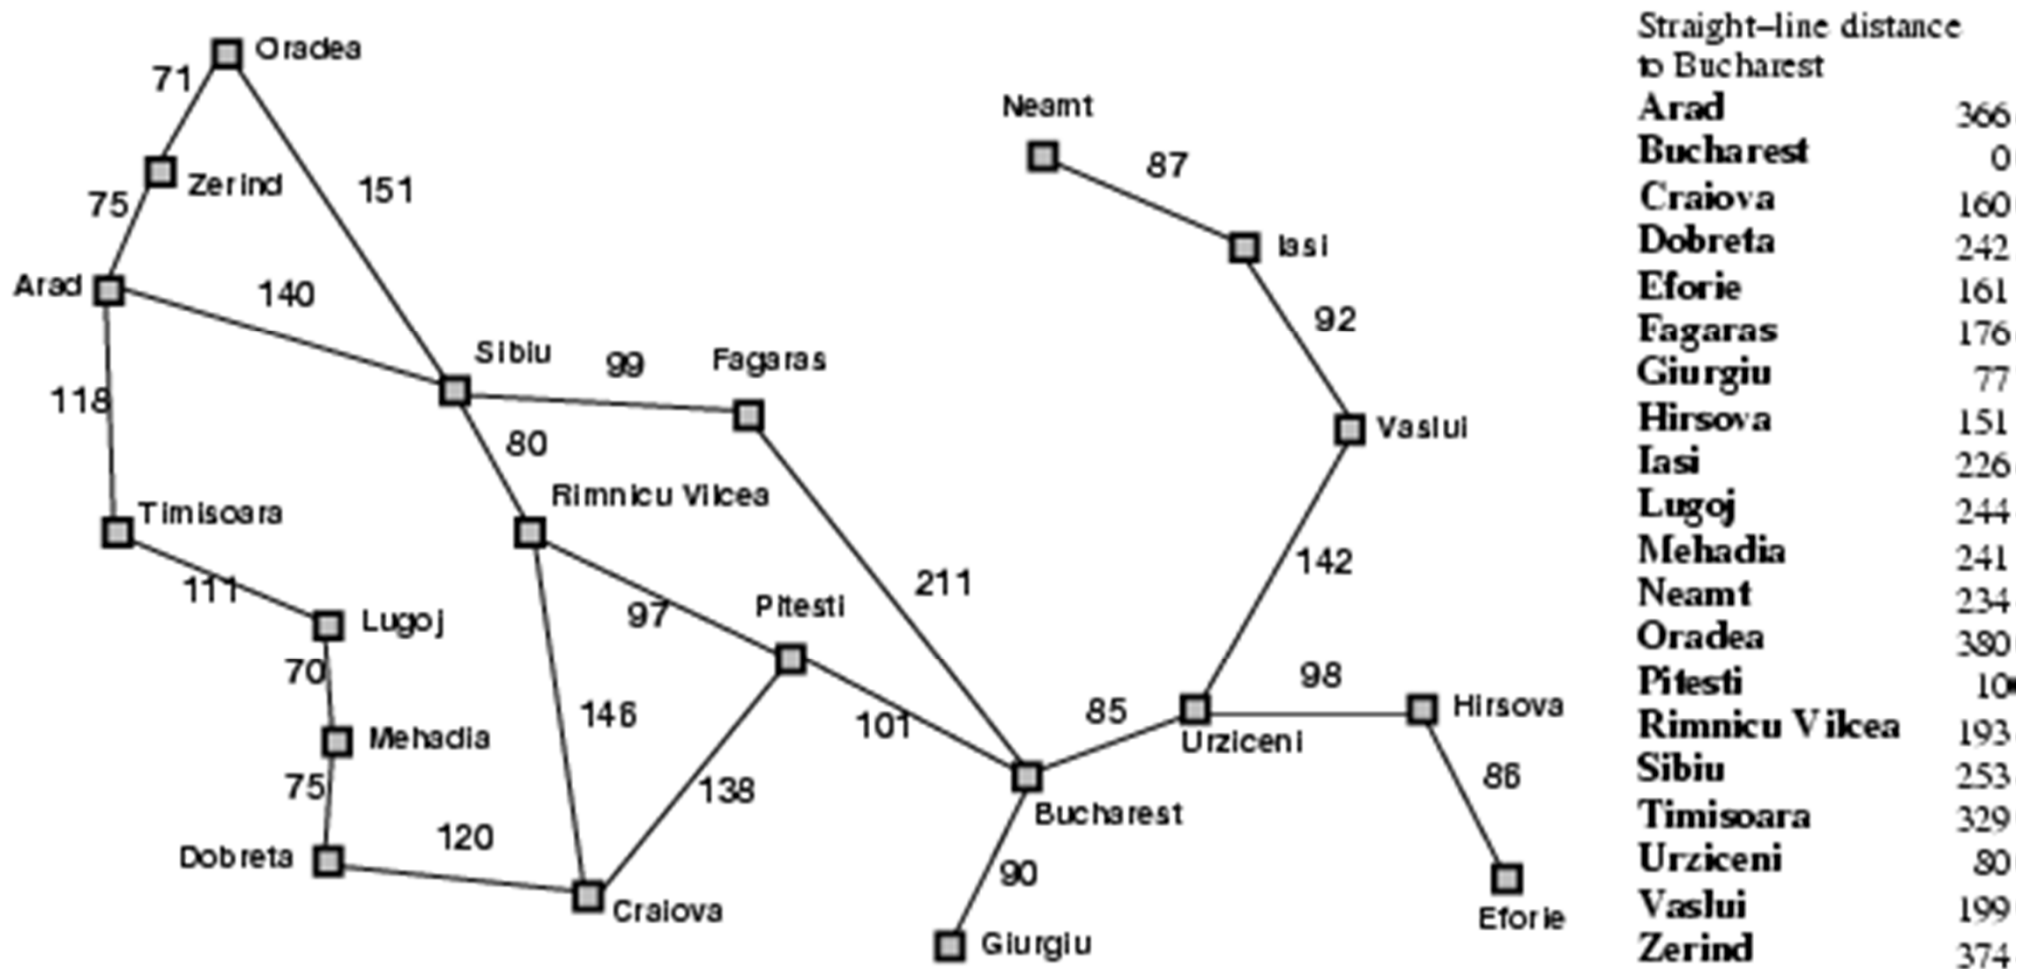 Oradea
71
Zerind
75
151
Arad
140
118
Sibiu
99
Fagaras
80
Rimnicu Vilcea
Timisoara
111
Lugoj
70
Mehadia
75
Dobreta
120
Craiova
146
97
Pitesti
138
101
211
Bucharest
90
Giurgiu
85
Urziceni
98
Hirsova
86
Eforie
142
Vaslui
92
Iasi
87
Neamt
Straight–line distance
to Bucharest
Arad 366
Bucharest 0
Craiova 160
Dobreta 242
Eforie 161
Fagaras 176
Giurgiu 77
Hirsova 151
Iasi 226
Lugoj 244
Mehadia 241
Neamt 234
Oradea 380
Pitesti
Rimnicu Vilcea 193
Sibiu 253
Timisoara 329
Urziceni 80
Vaslui 199
Zerind 374